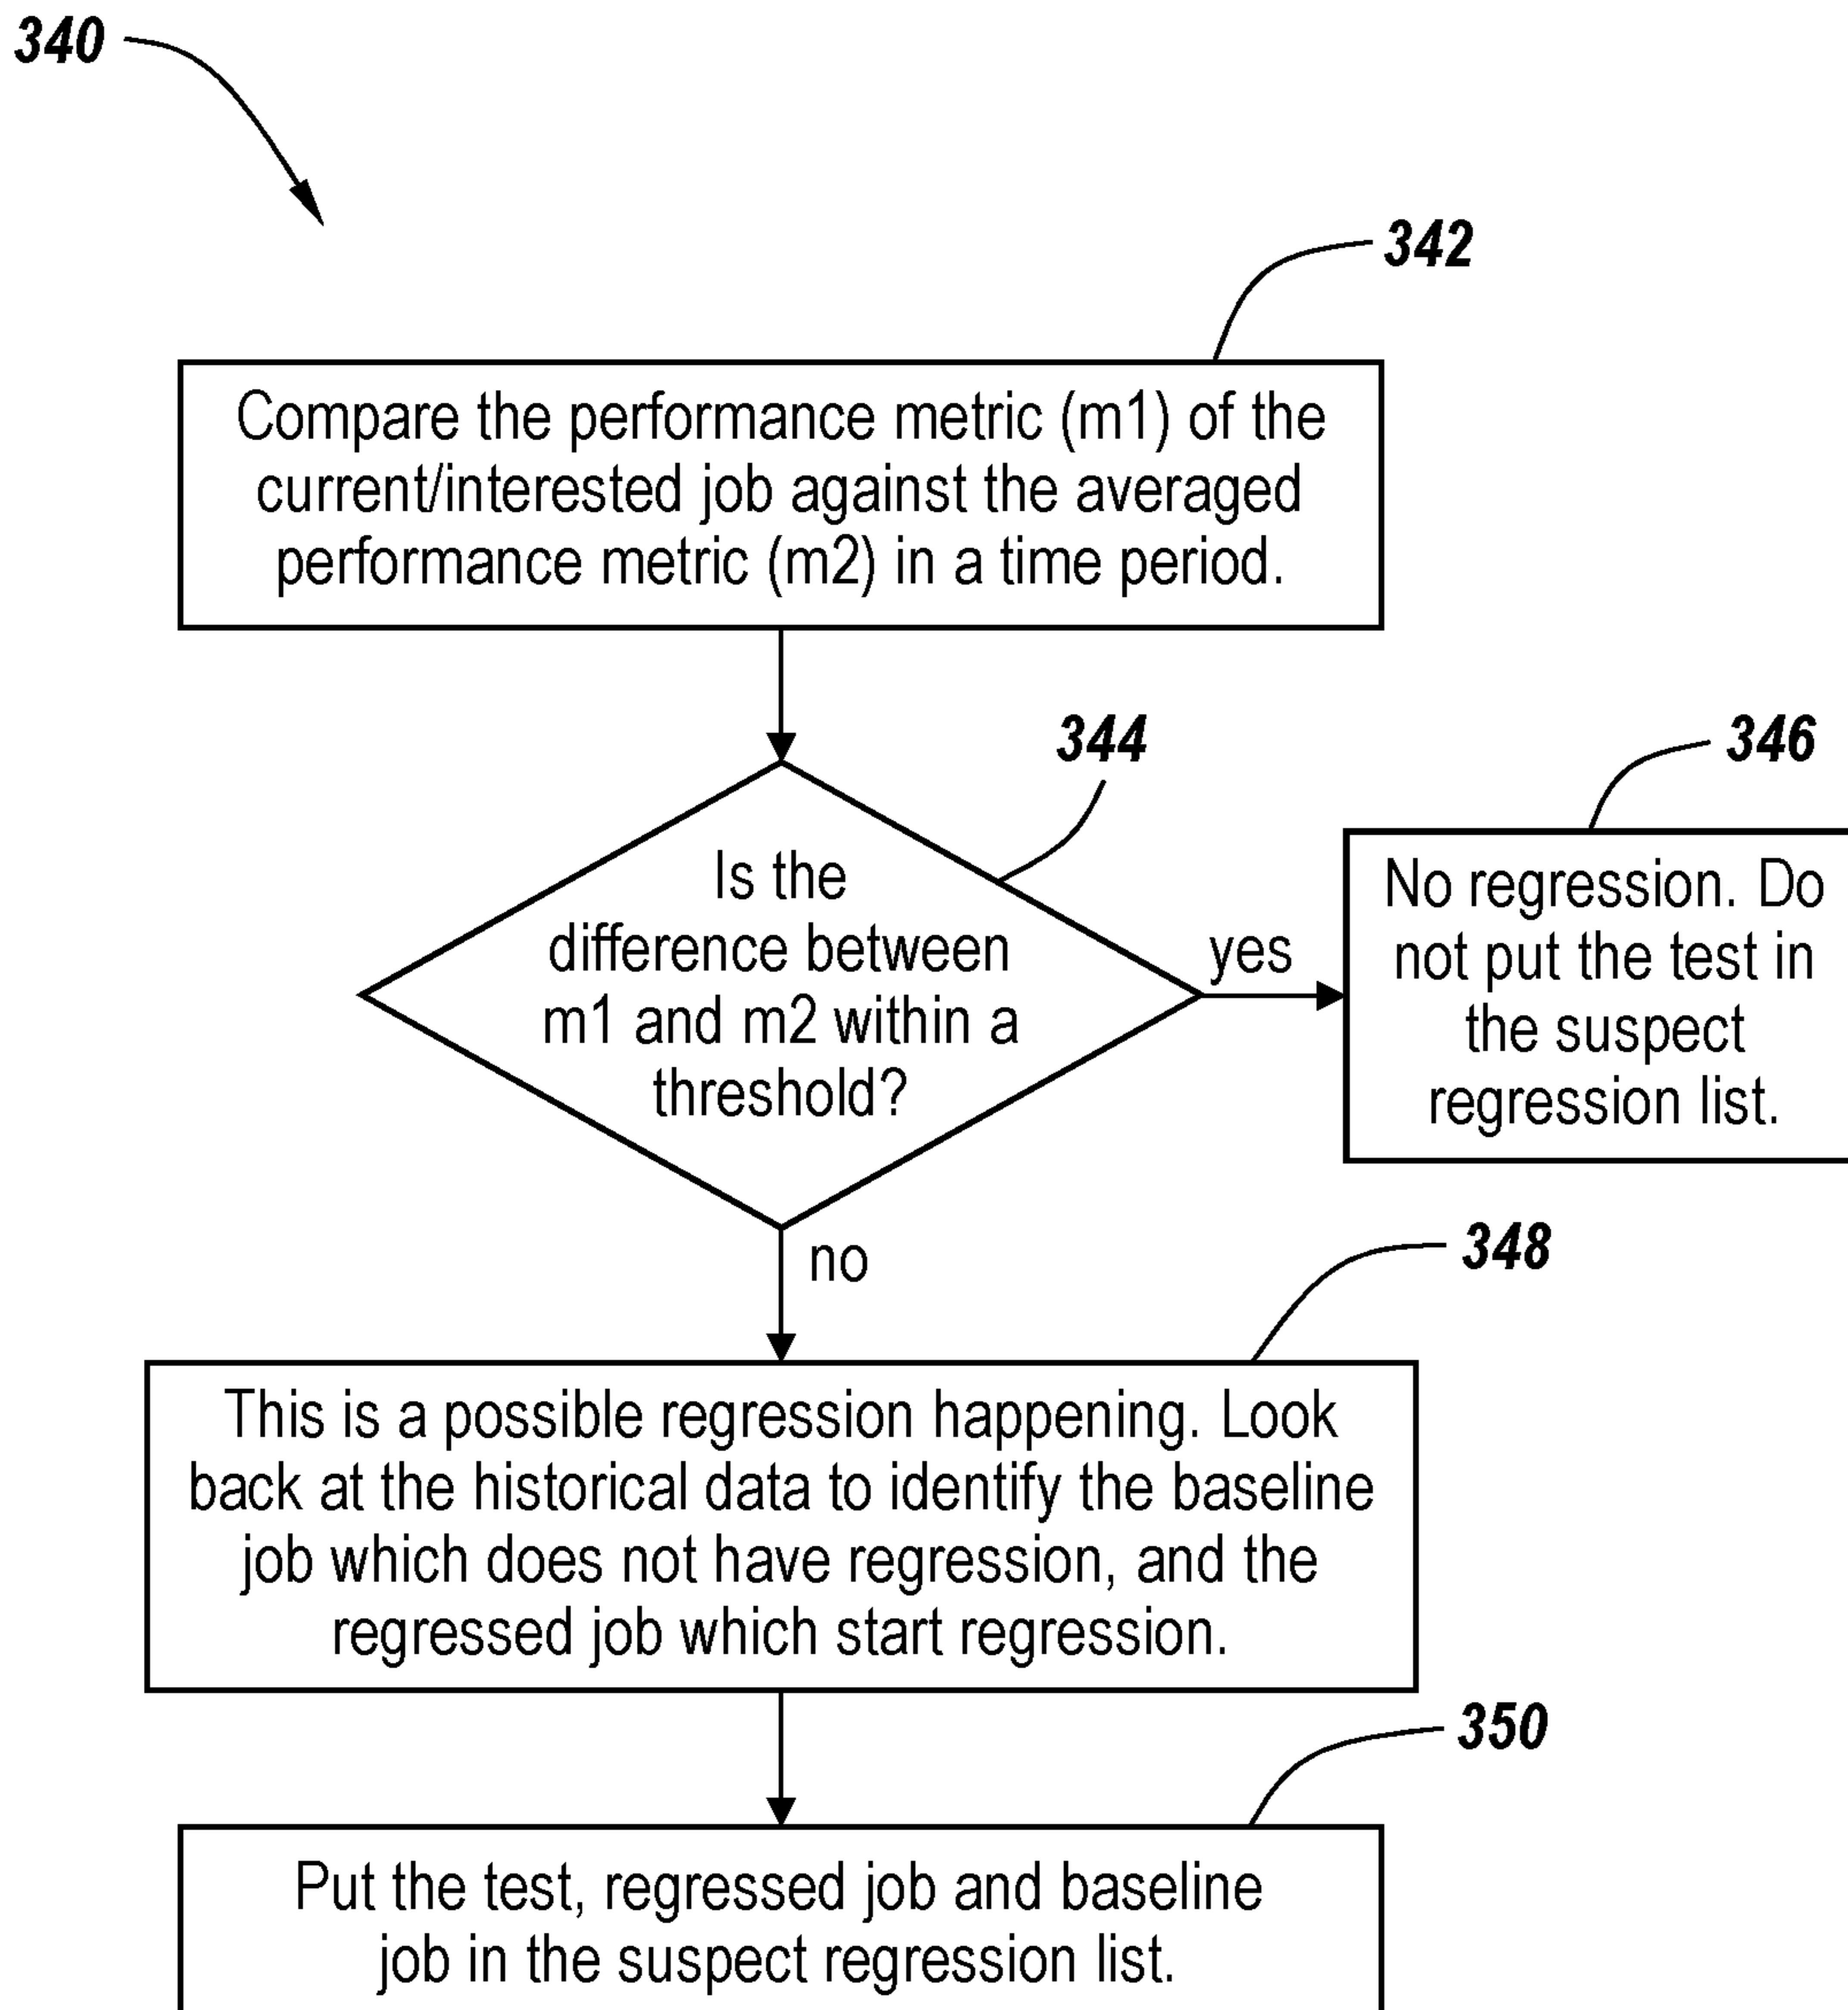 340
342
Compare the performance metric (m1) of the
current/interested job against the averaged
performance metric (m2) in a time period.
344
346
Is the
difference between
m1 and m2 within a
threshold?
yes
No regression. Do
not put the test in
the suspect
regression list.
no
348
This is a possible regression happening. Look
back at the historical data to identify the baseline
job which does not have regression, and the
regressed job which start regression.
350
Put the test, regressed job and baseline
job in the suspect regression list.